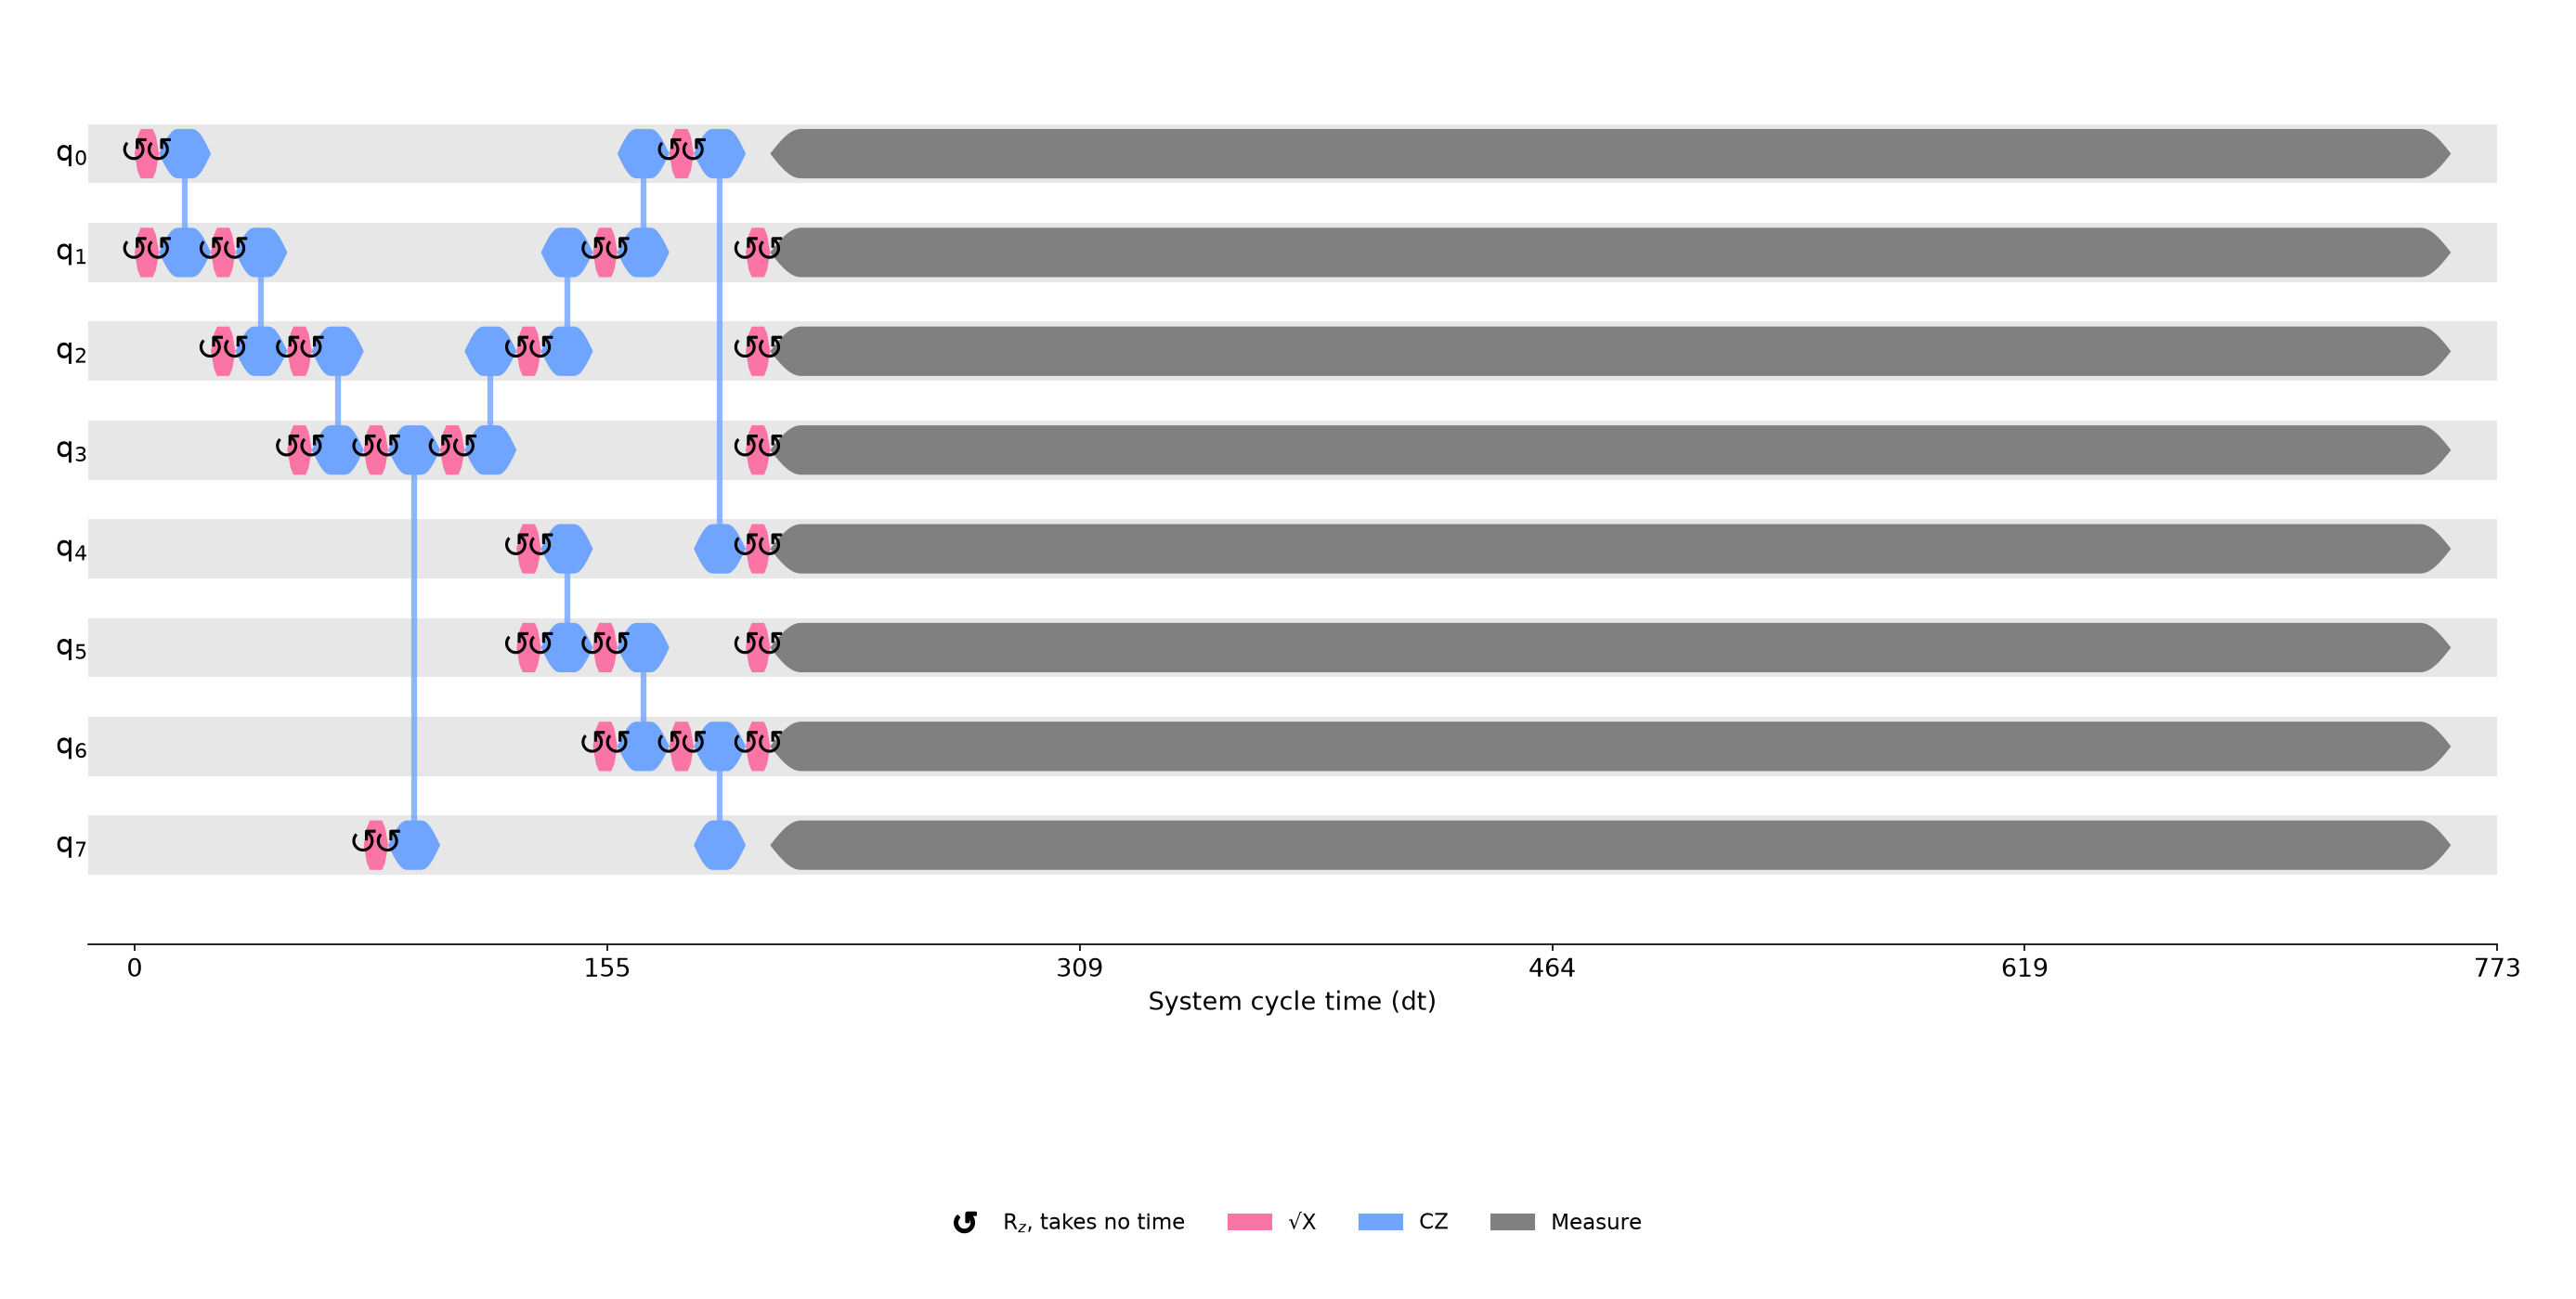 q0
q1
q2
q3
q4
q5
q6
q7
0 155 309 464 619 773
System cycle time (dt)
Rz, takes no time √X CZ Measure